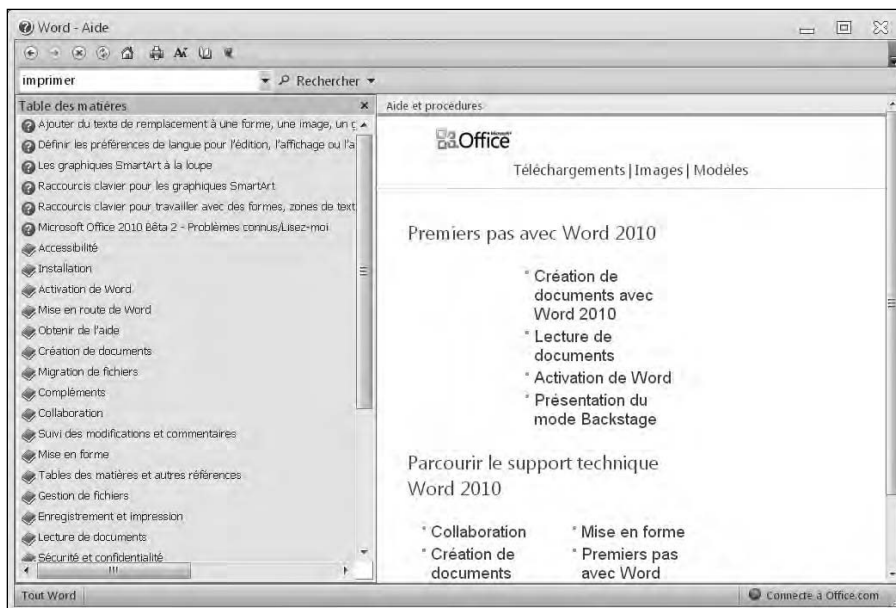 Word - Aide
imprimer
Rechercher
Table des matières
Ajouter du texte de remplacement à une forme, une image, un ç
Définir les préférences de langue pour l'édition, l'affichage ou l'a
Les graphiques SmartArt à la loupe
Raccourcis clavier pour les graphiques SmartArt
Raccourcis clavier pour travailler avec des formes, zones de text
Microsoft Office 2010 Bêta 2 - Problèmes connus/Lisez-moi
Accessibilité
Installation
Activation de Word
Mise en route de Word
Obtenir de l'aide
Création de documents
Migration de fichiers
Compléments
Collaboration
Suivi des modifications et commentaires
Mise en forme
Tables des matières et autres références
Gestion de fichiers
Enregistrement et impression
Lecture de documents
Sécurité et confidentialité
Tout Word
Aide et procédures
Office
Téléchargements | Images | Modèles
Premiers pas avec Word 2010
Création de
documents avec
Word 2010
Lecture de
documents
Activation de Word
Présentation du
mode Backstage
Parcourir le support technique
Word 2010
Collaboration
Création de
documents
Mise en forme
Premiers pas
avec Word
Connecté à Office.com